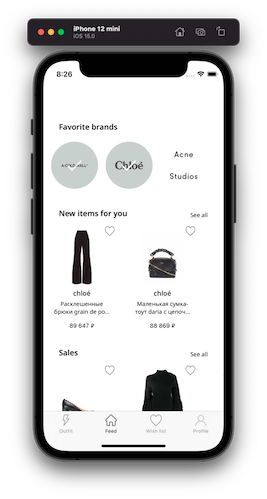 iPhone 12 mini
iOS 15.0
8:26
Favorite brands
Chloé
Acne
Studios
New items for you
See all
chloé
Расклешенные
брюки grain de po...
89 647 ₽
chloé
Маленькая сумка-
тоут daria с цепоч...
88 869 ₽
Sales
See all
Outfit
Feed
Wish list
Profile